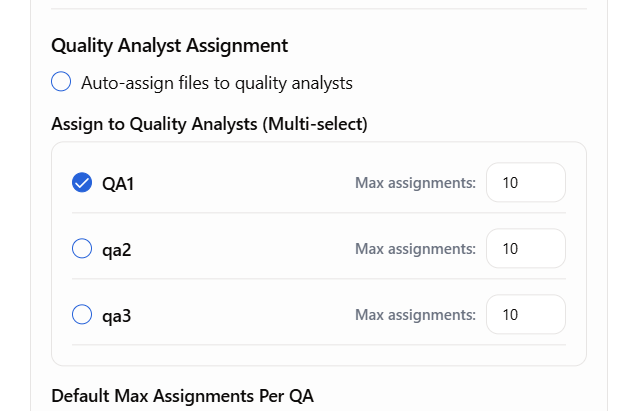 Quality Analyst Assignment
Auto-assign files to quality analysts
Assign to Quality Analysts (Multi-select)
QA1 Max assignments: 10
qa2 Max assignments: 10
qa3 Max assignments: 10
Default Max Assignments Per QA